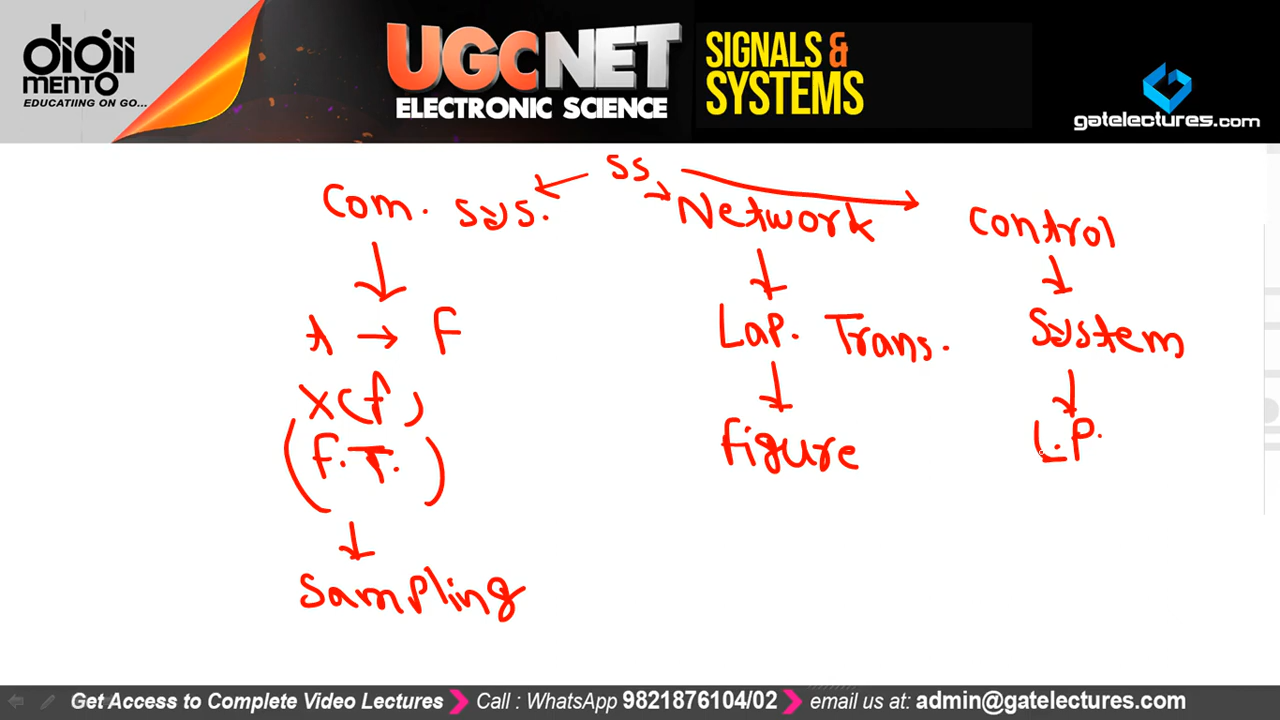 digii
MENTO
EDUCATIING ON GO...
UGCNET
ELECTRONIC SCIENCE
SIGNALS &
SYSTEMS
gatelectures.com
SS
Com. Sys.
Network
Control
t → F
Lap. Trans.
System
X(f)
(F.T.)
Figure
L.P.
Sampling
Get Access to Complete Video Lectures
Call : WhatsApp 9821876104/02
email us at: admin@gatelectures.com